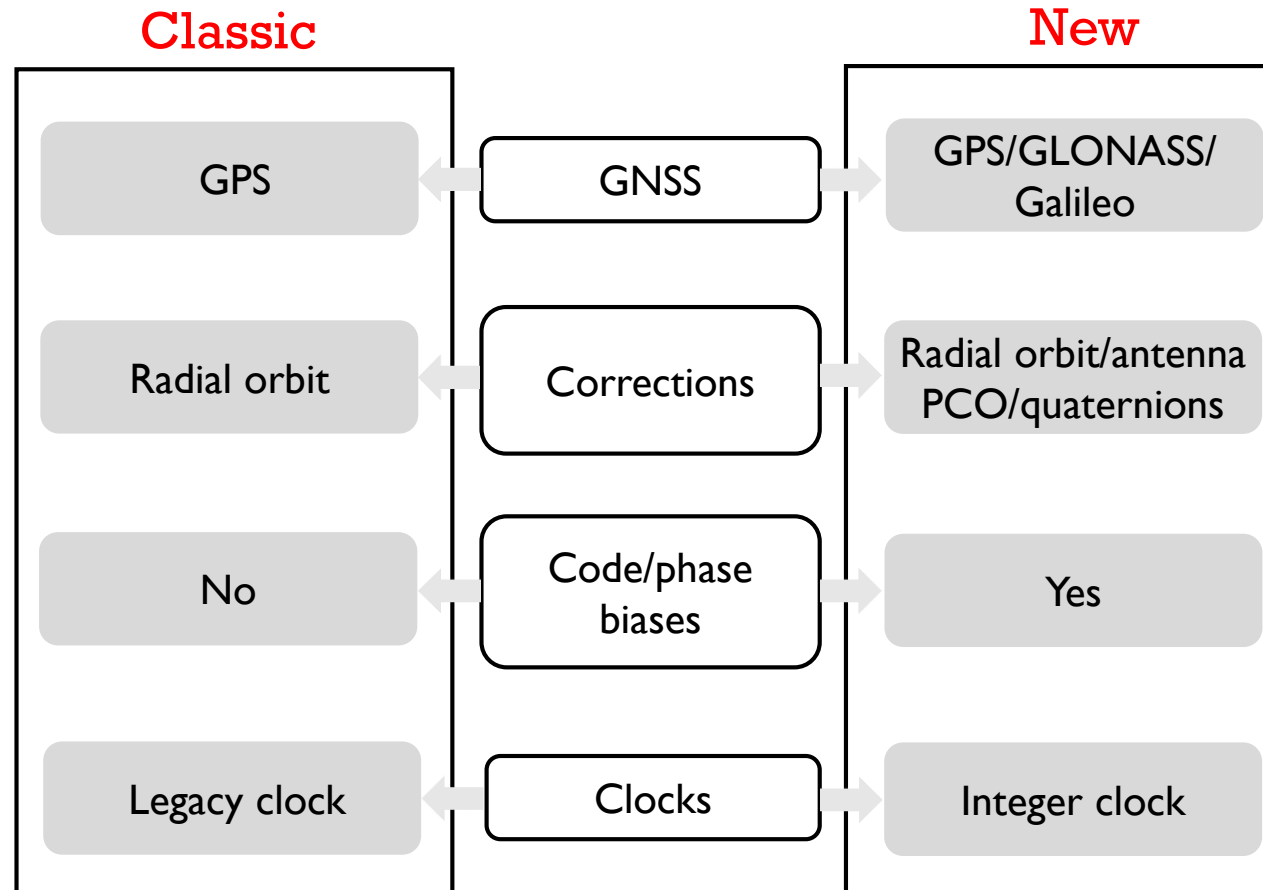 Classic
New
GPS
GNSS
GPS/GLONASS/
Galileo
Radial orbit
Corrections
Radial orbit/antenna
PCO/quaternions
No
Code/phase
biases
Yes
Legacy clock
Clocks
Integer clock